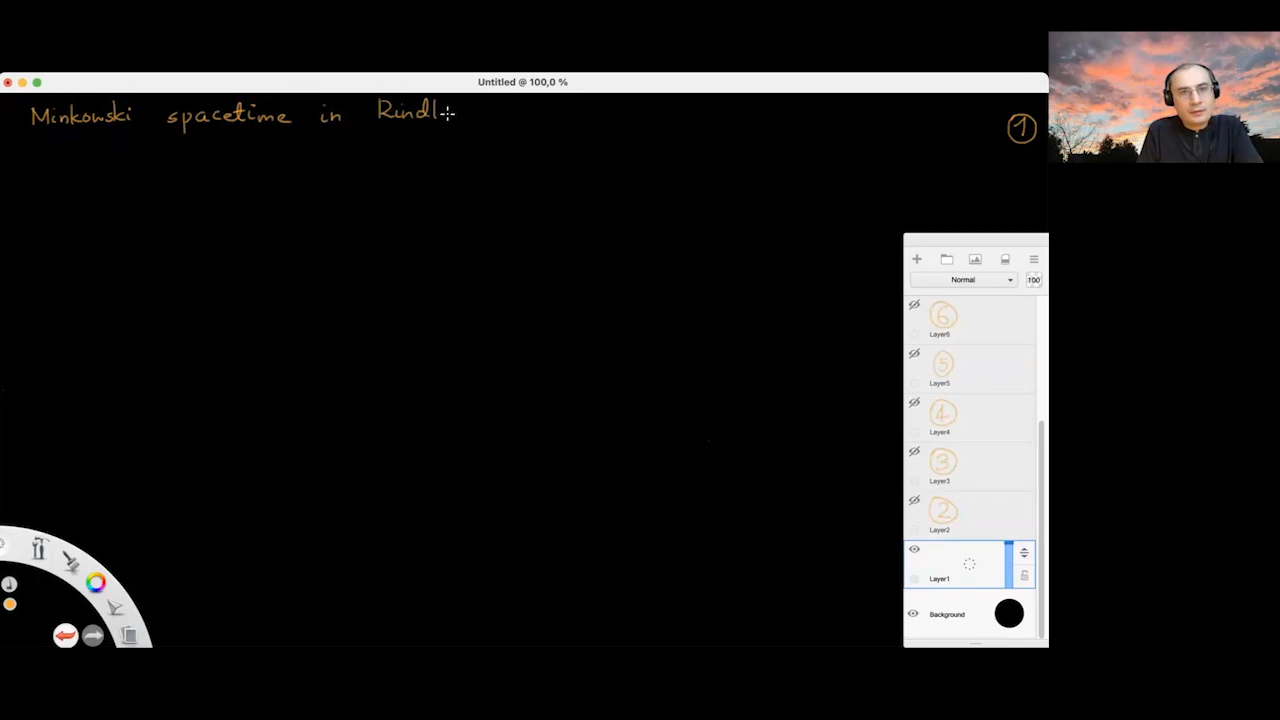 Untitled @ 100,0 %
Minkowski spacetime in Rindl
1
Normal
100
6
Layer6
5
Layer5
4
Layer4
3
Layer3
2
Layer2
Layer1
Background